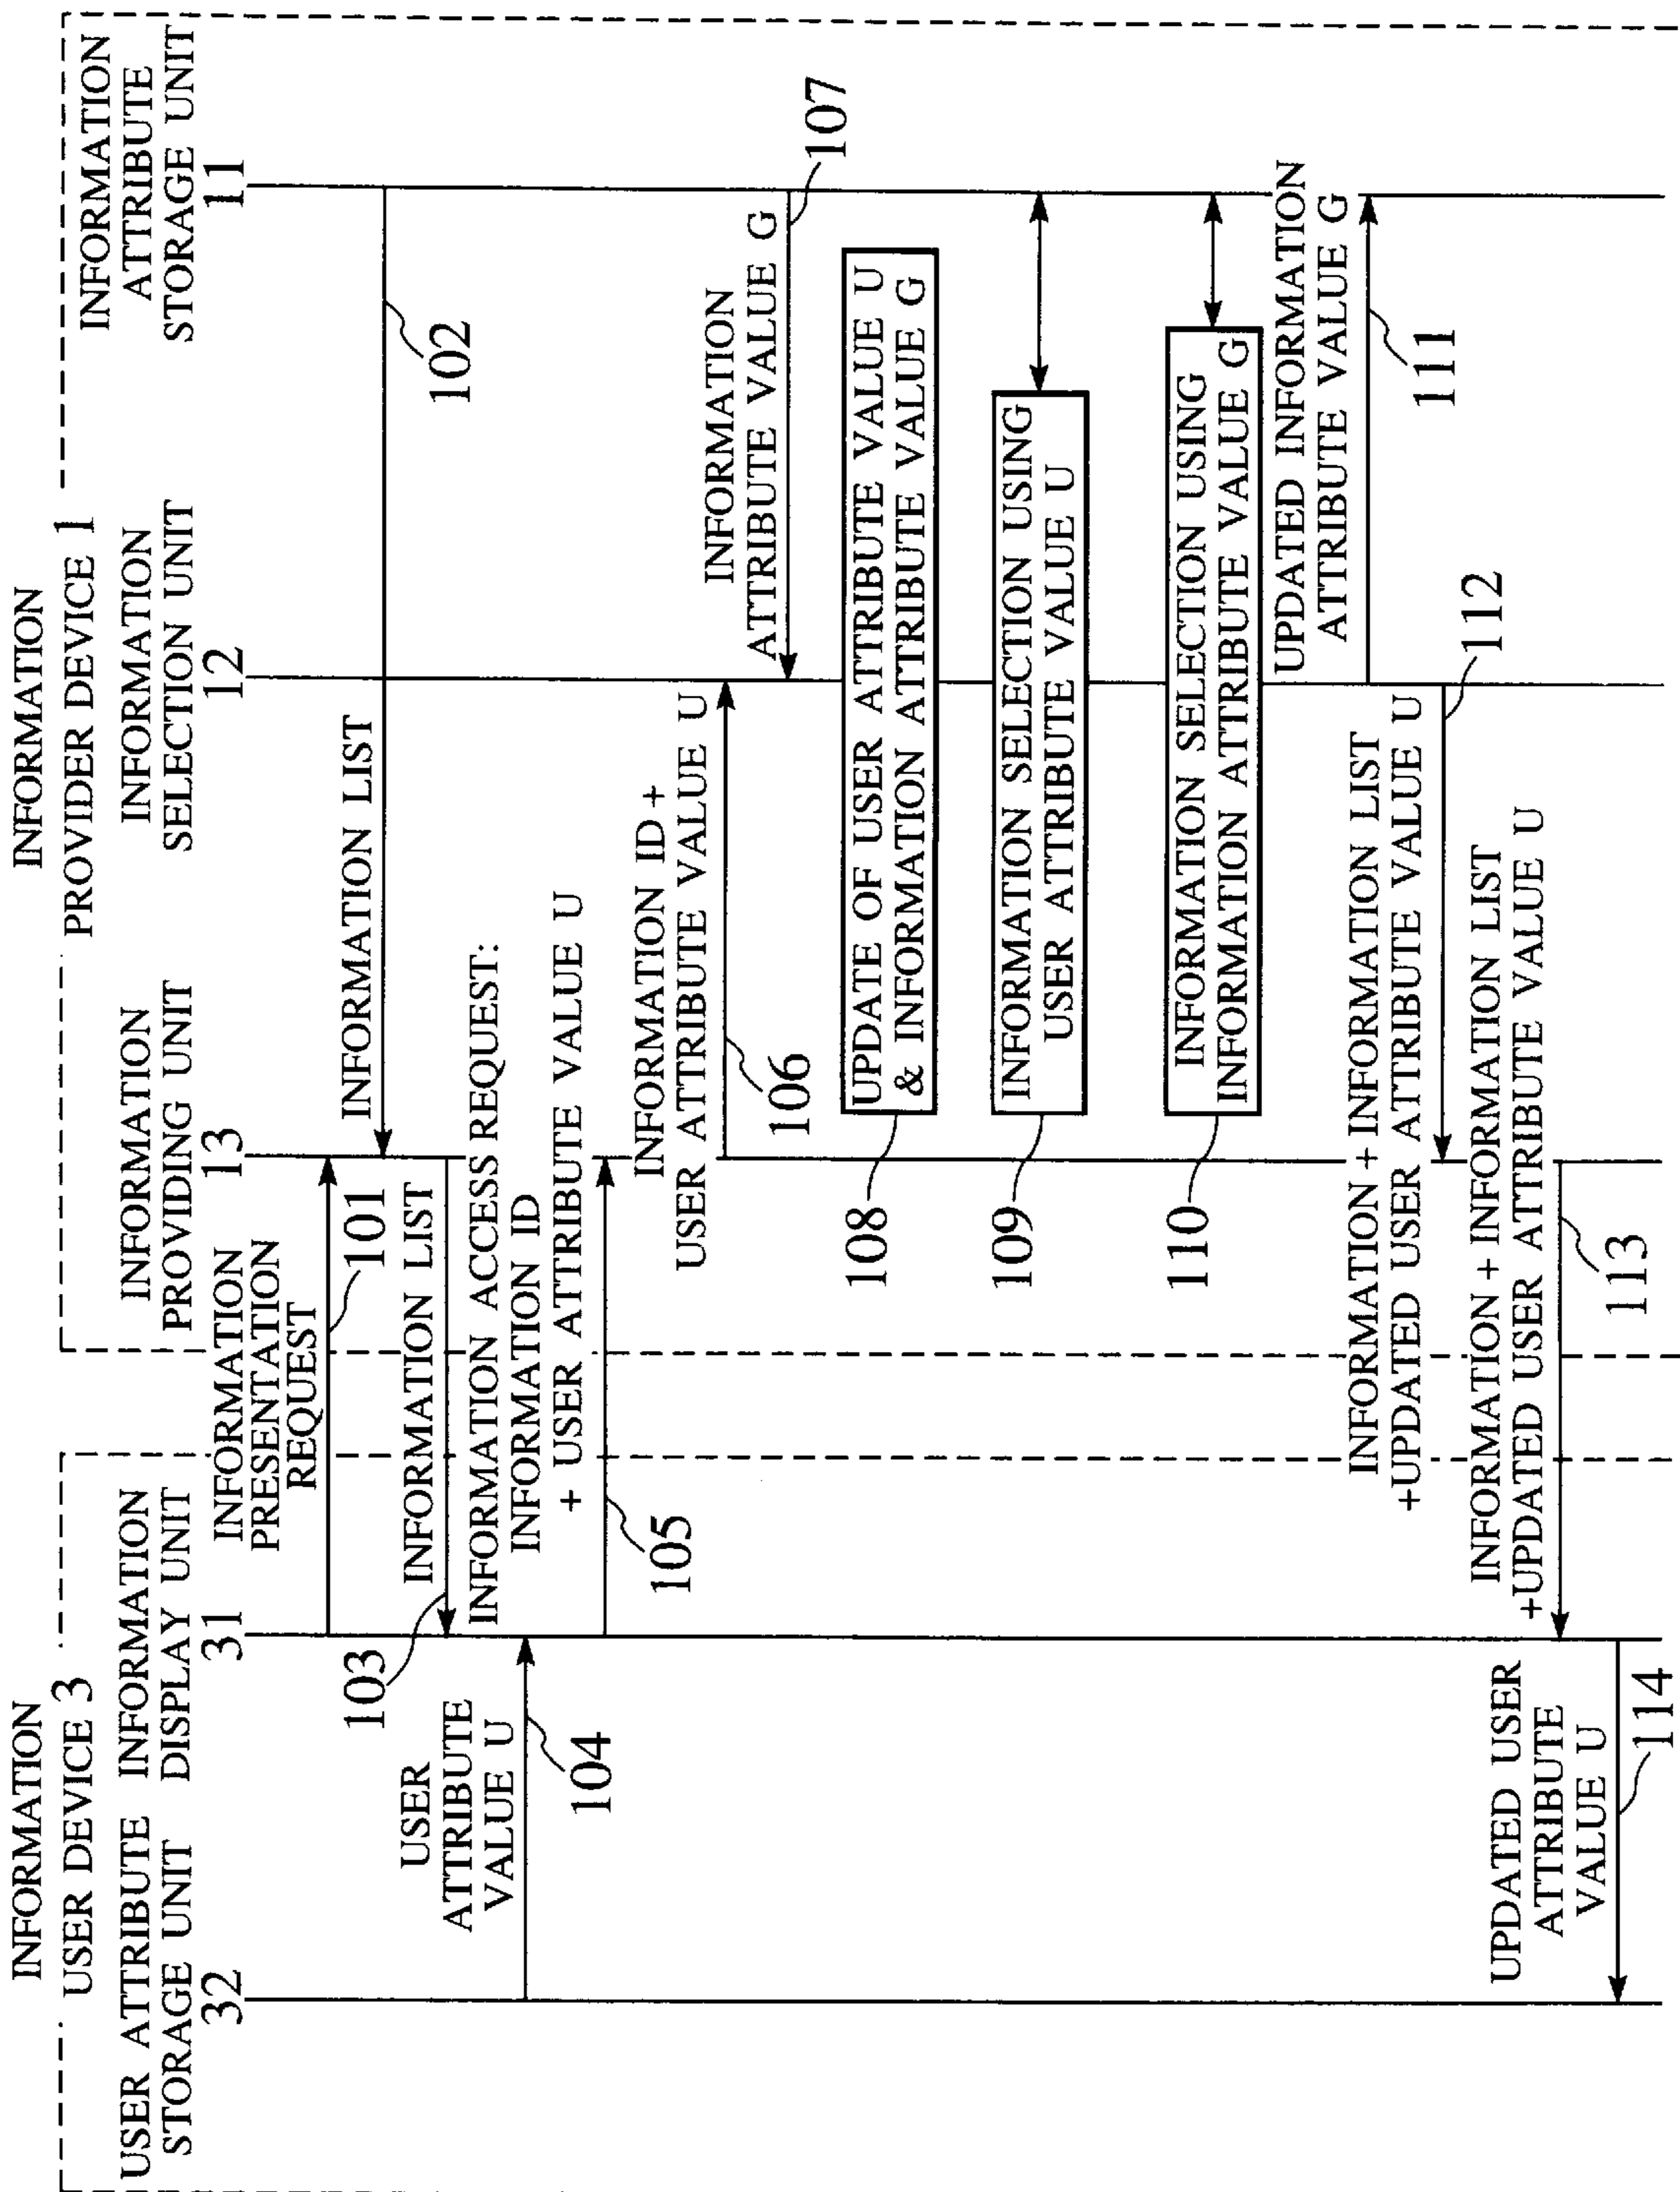 INFORMATION
USER DEVICE 3
USER ATTRIBUTE
STORAGE UNIT
32
INFORMATION
DISPLAY UNIT
31
INFORMATION
PROVIDER DEVICE 1
INFORMATION
PROVIDING UNIT
13
INFORMATION
SELECTION UNIT
12
INFORMATION
ATTRIBUTE
STORAGE UNIT
11
INFORMATION
PRESENTATION
REQUEST
101
INFORMATION LIST
102
INFORMATION LIST
103
USER
ATTRIBUTE
VALUE U
104
INFORMATION ACCESS REQUEST:
INFORMATION ID
+ USER ATTRIBUTE VALUE U
105
INFORMATION ID +
USER ATTRIBUTE VALUE U
106
INFORMATION
ATTRIBUTE VALUE G
107
UPDATE OF USER ATTRIBUTE VALUE U
& INFORMATION ATTRIBUTE VALUE G
108
INFORMATION SELECTION USING
USER ATTRIBUTE VALUE U
109
INFORMATION SELECTION USING
INFORMATION ATTRIBUTE VALUE G
110
UPDATED INFORMATION
ATTRIBUTE VALUE G
111
INFORMATION + INFORMATION LIST
+UPDATED USER ATTRIBUTE VALUE U
112
INFORMATION + INFORMATION LIST
+UPDATED USER ATTRIBUTE VALUE U
113
UPDATED USER
ATTRIBUTE
VALUE U
114